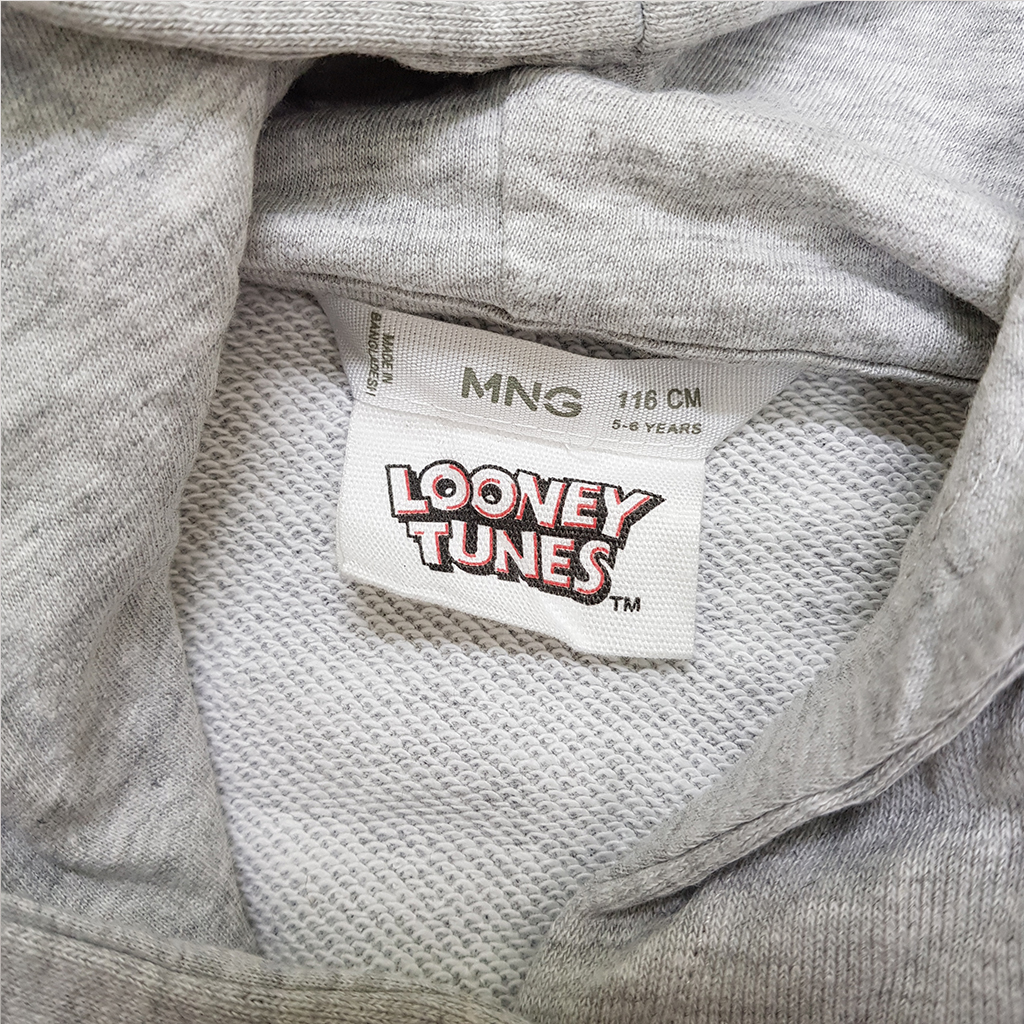 MADE IN
BANGLADESH
MNG
116 CM
5-6 YEARS
LOONEY
TUNES
TM